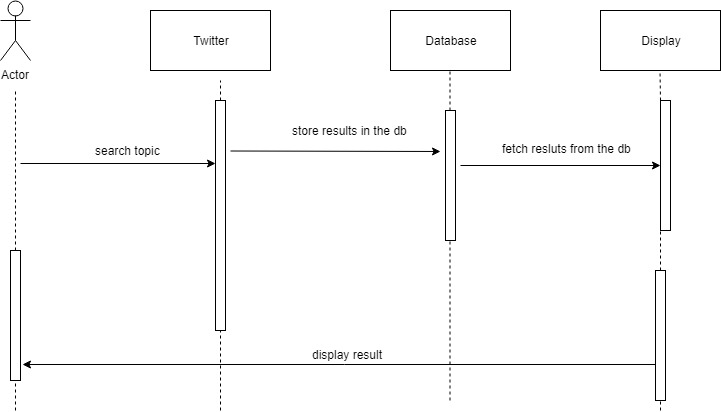 Twitter
Database
Display
Actor
store results in the db
search topic
fetch resluts from the db
display result